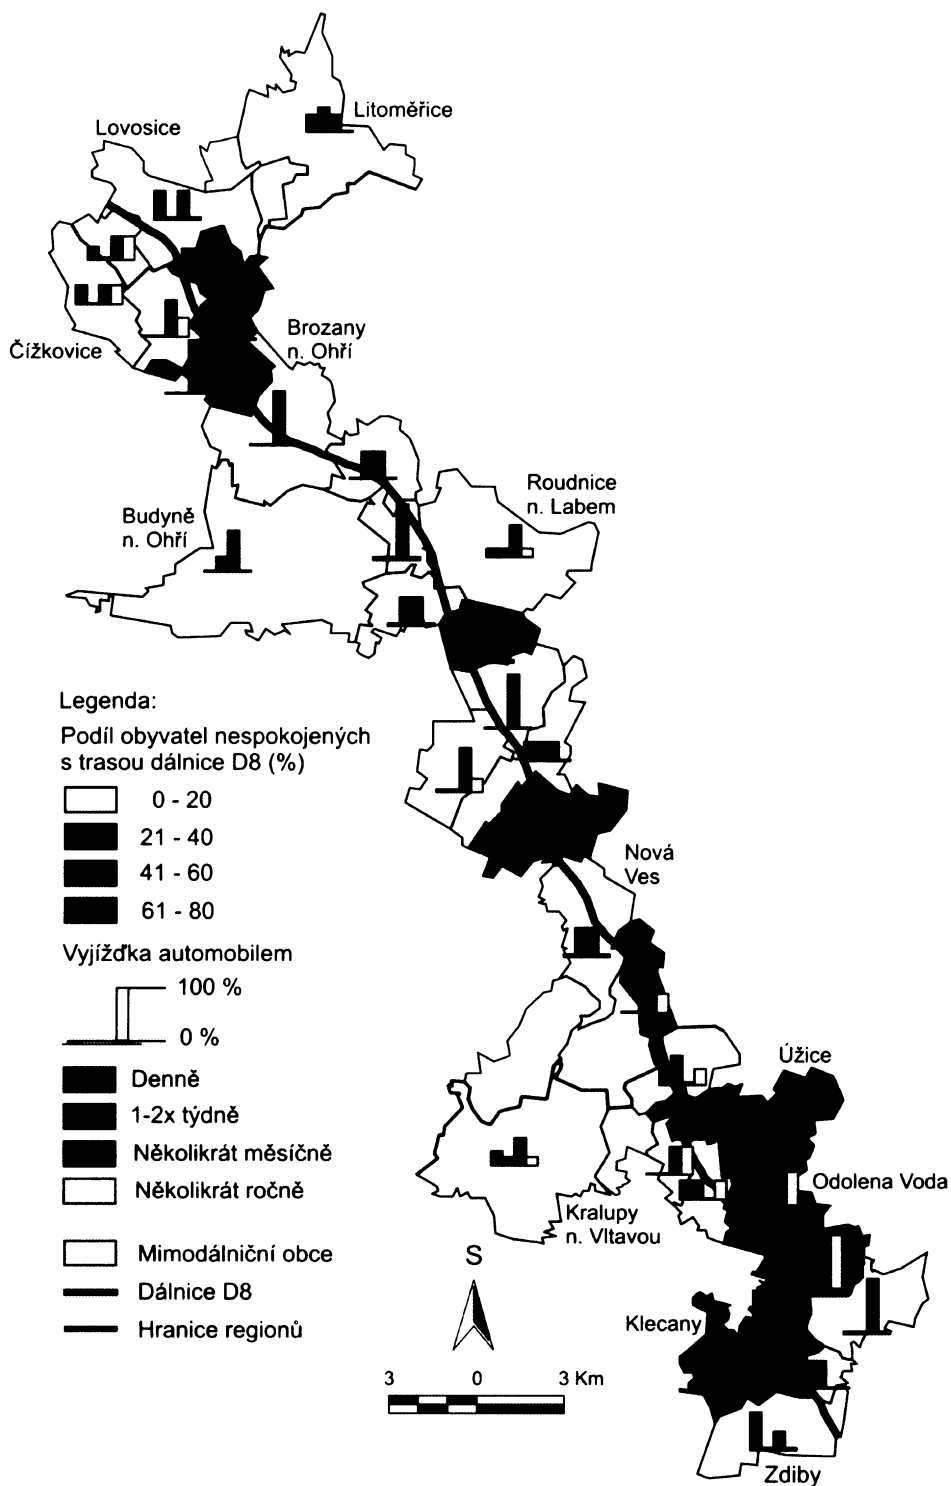 Litoměřice
Lovosice
Brozany
n. Ohří
Čížkovice
Roudnice
n. Labem
Budyně
n. Ohří
Legenda:
Podíl obyvatel nespokojených
s trasou dálnice D8 (%)
0 - 20
21 - 40
41 - 60
61 - 80
Vyjížďka automobilem
100 %
0 %
Denně
1-2x týdně
Několikrát měsíčně
Několikrát ročně
Mimodálniční obce
Dálnice D8
Hranice regionů
Nová
Ves
Úžice
Odolena Voda
Kralupy
n. Vltavou
S
Klecany
3 0 3 Km
Zdiby